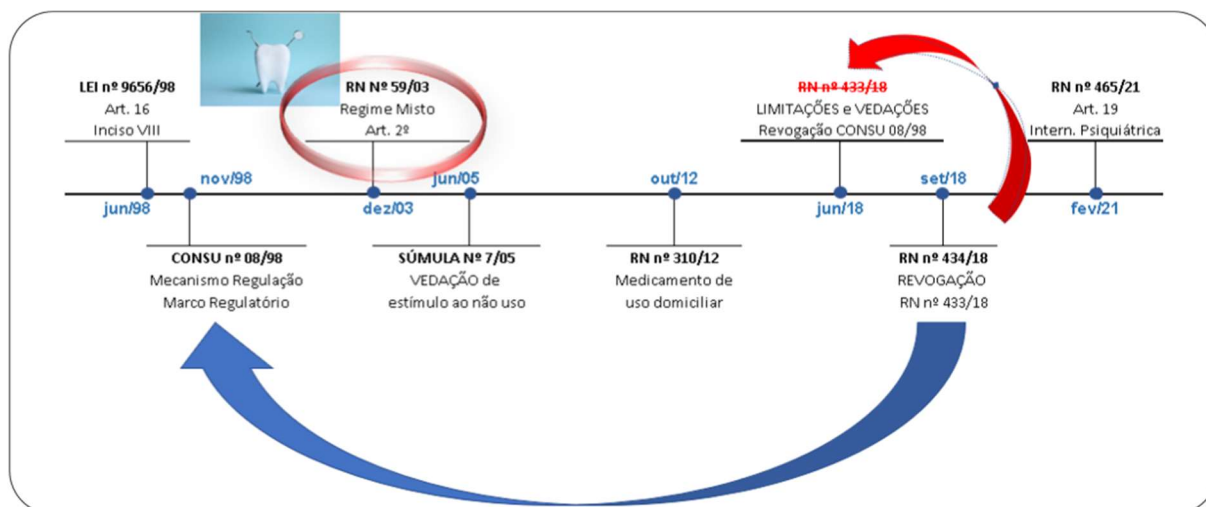 LEI nº 9656/98
Art. 16
Inciso VIII
RN Nº 59/03
Regime Misto
Art. 2º
RN nº 433/18
LIMITAÇÕES e VEDAÇÕES
Revogação CONSU 08/98
RN nº 465/21
Art. 19
Intern. Psiquiátrica
nov/98
jun/05
out/12
set/18
jun/98
dez/03
jun/18
fev/21
CONSU nº 08/98
Mecanismo Regulação
Marco Regulatório
SÚMULA Nº 7/05
VEDAÇÃO de
estímulo ao não uso
RN nº 310/12
Medicamento de
uso domiciliar
RN nº 434/18
REVOGAÇÃO
RN nº 433/18